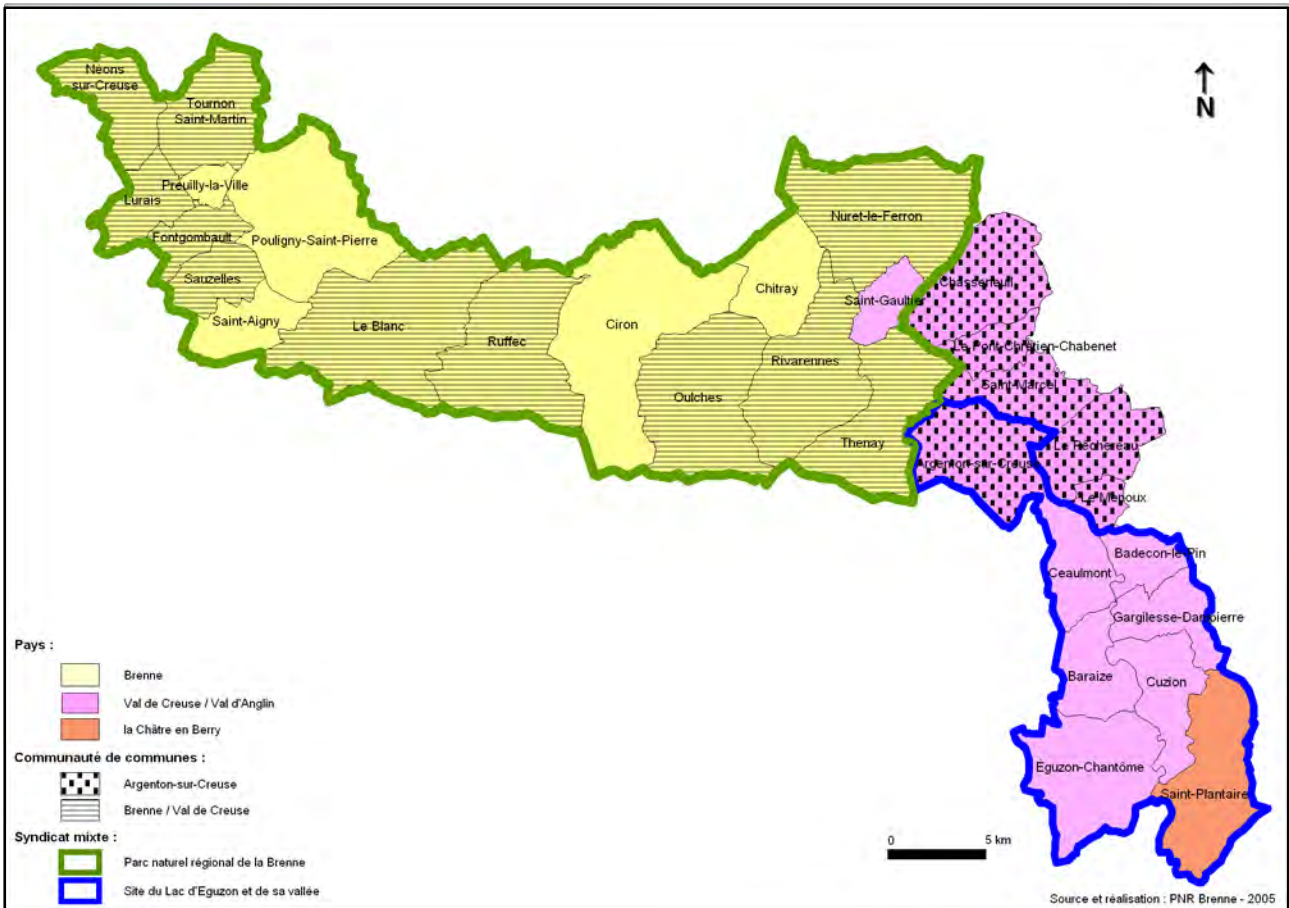 N
Néons
sur-Creuse
Tournon
Saint-Martin
Preuilly-la-Ville
Lurais
Fontgombault
Pouligny-Saint-Pierre
Sauzelles
Saint-Aigny
Le Blanc
Ruffec
Ciron
Chitray
Nuret-le-Ferron
Saint-Gaultier
Rivarennes
Oulches
Thenay
Chasseneuil
Le Pont-Chrétien-Chabenet
Saint-Marcel
Le Pêchereau
Argenton-sur-Creuse
Le Menoux
Badecon-le-Pin
Ceaulmont
Gargilesse-Dampierre
Baraize
Cuzion
Eguzon-Chantôme
Saint-Plantaire
Pays :
Brenne
Val de Creuse / Val d'Anglin
la Châtre en Berry
Communauté de communes :
Argenton-sur-Creuse
Brenne / Val de Creuse
Syndicat mixte :
Parc naturel régional de la Brenne
Site du Lac d'Eguzon et de sa vallée
0 5 km
Source et réalisation : PNR Brenne - 2005